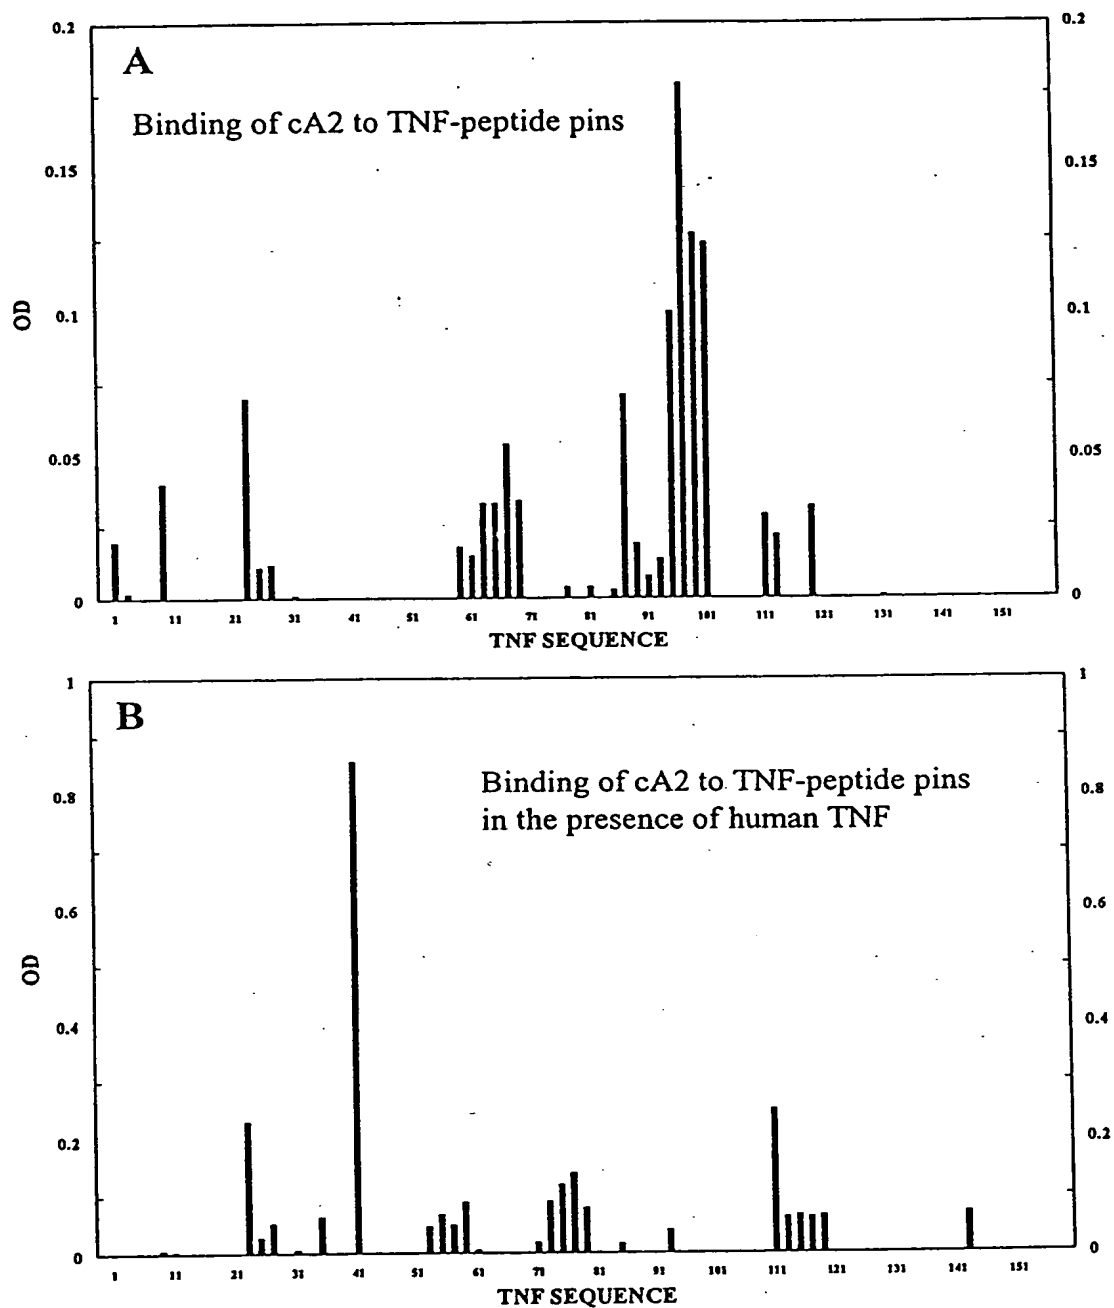 A
Binding of cA2 to TNF-peptide pins
0.2
0.15
0.1
0.05
0
OD
0.2
0.15
0.1
0.05
0
1 11 21 31 41 51 61 71 81 91 101 111 121 131 141 151
TNF SEQUENCE
B
Binding of cA2 to TNF-peptide pins
in the presence of human TNF
1
0.8
0.6
0.4
0.2
0
OD
1
0.8
0.6
0.4
0.2
0
1 11 21 31 41 51 61 71 81 91 101 111 121 131 141 151
TNF SEQUENCE